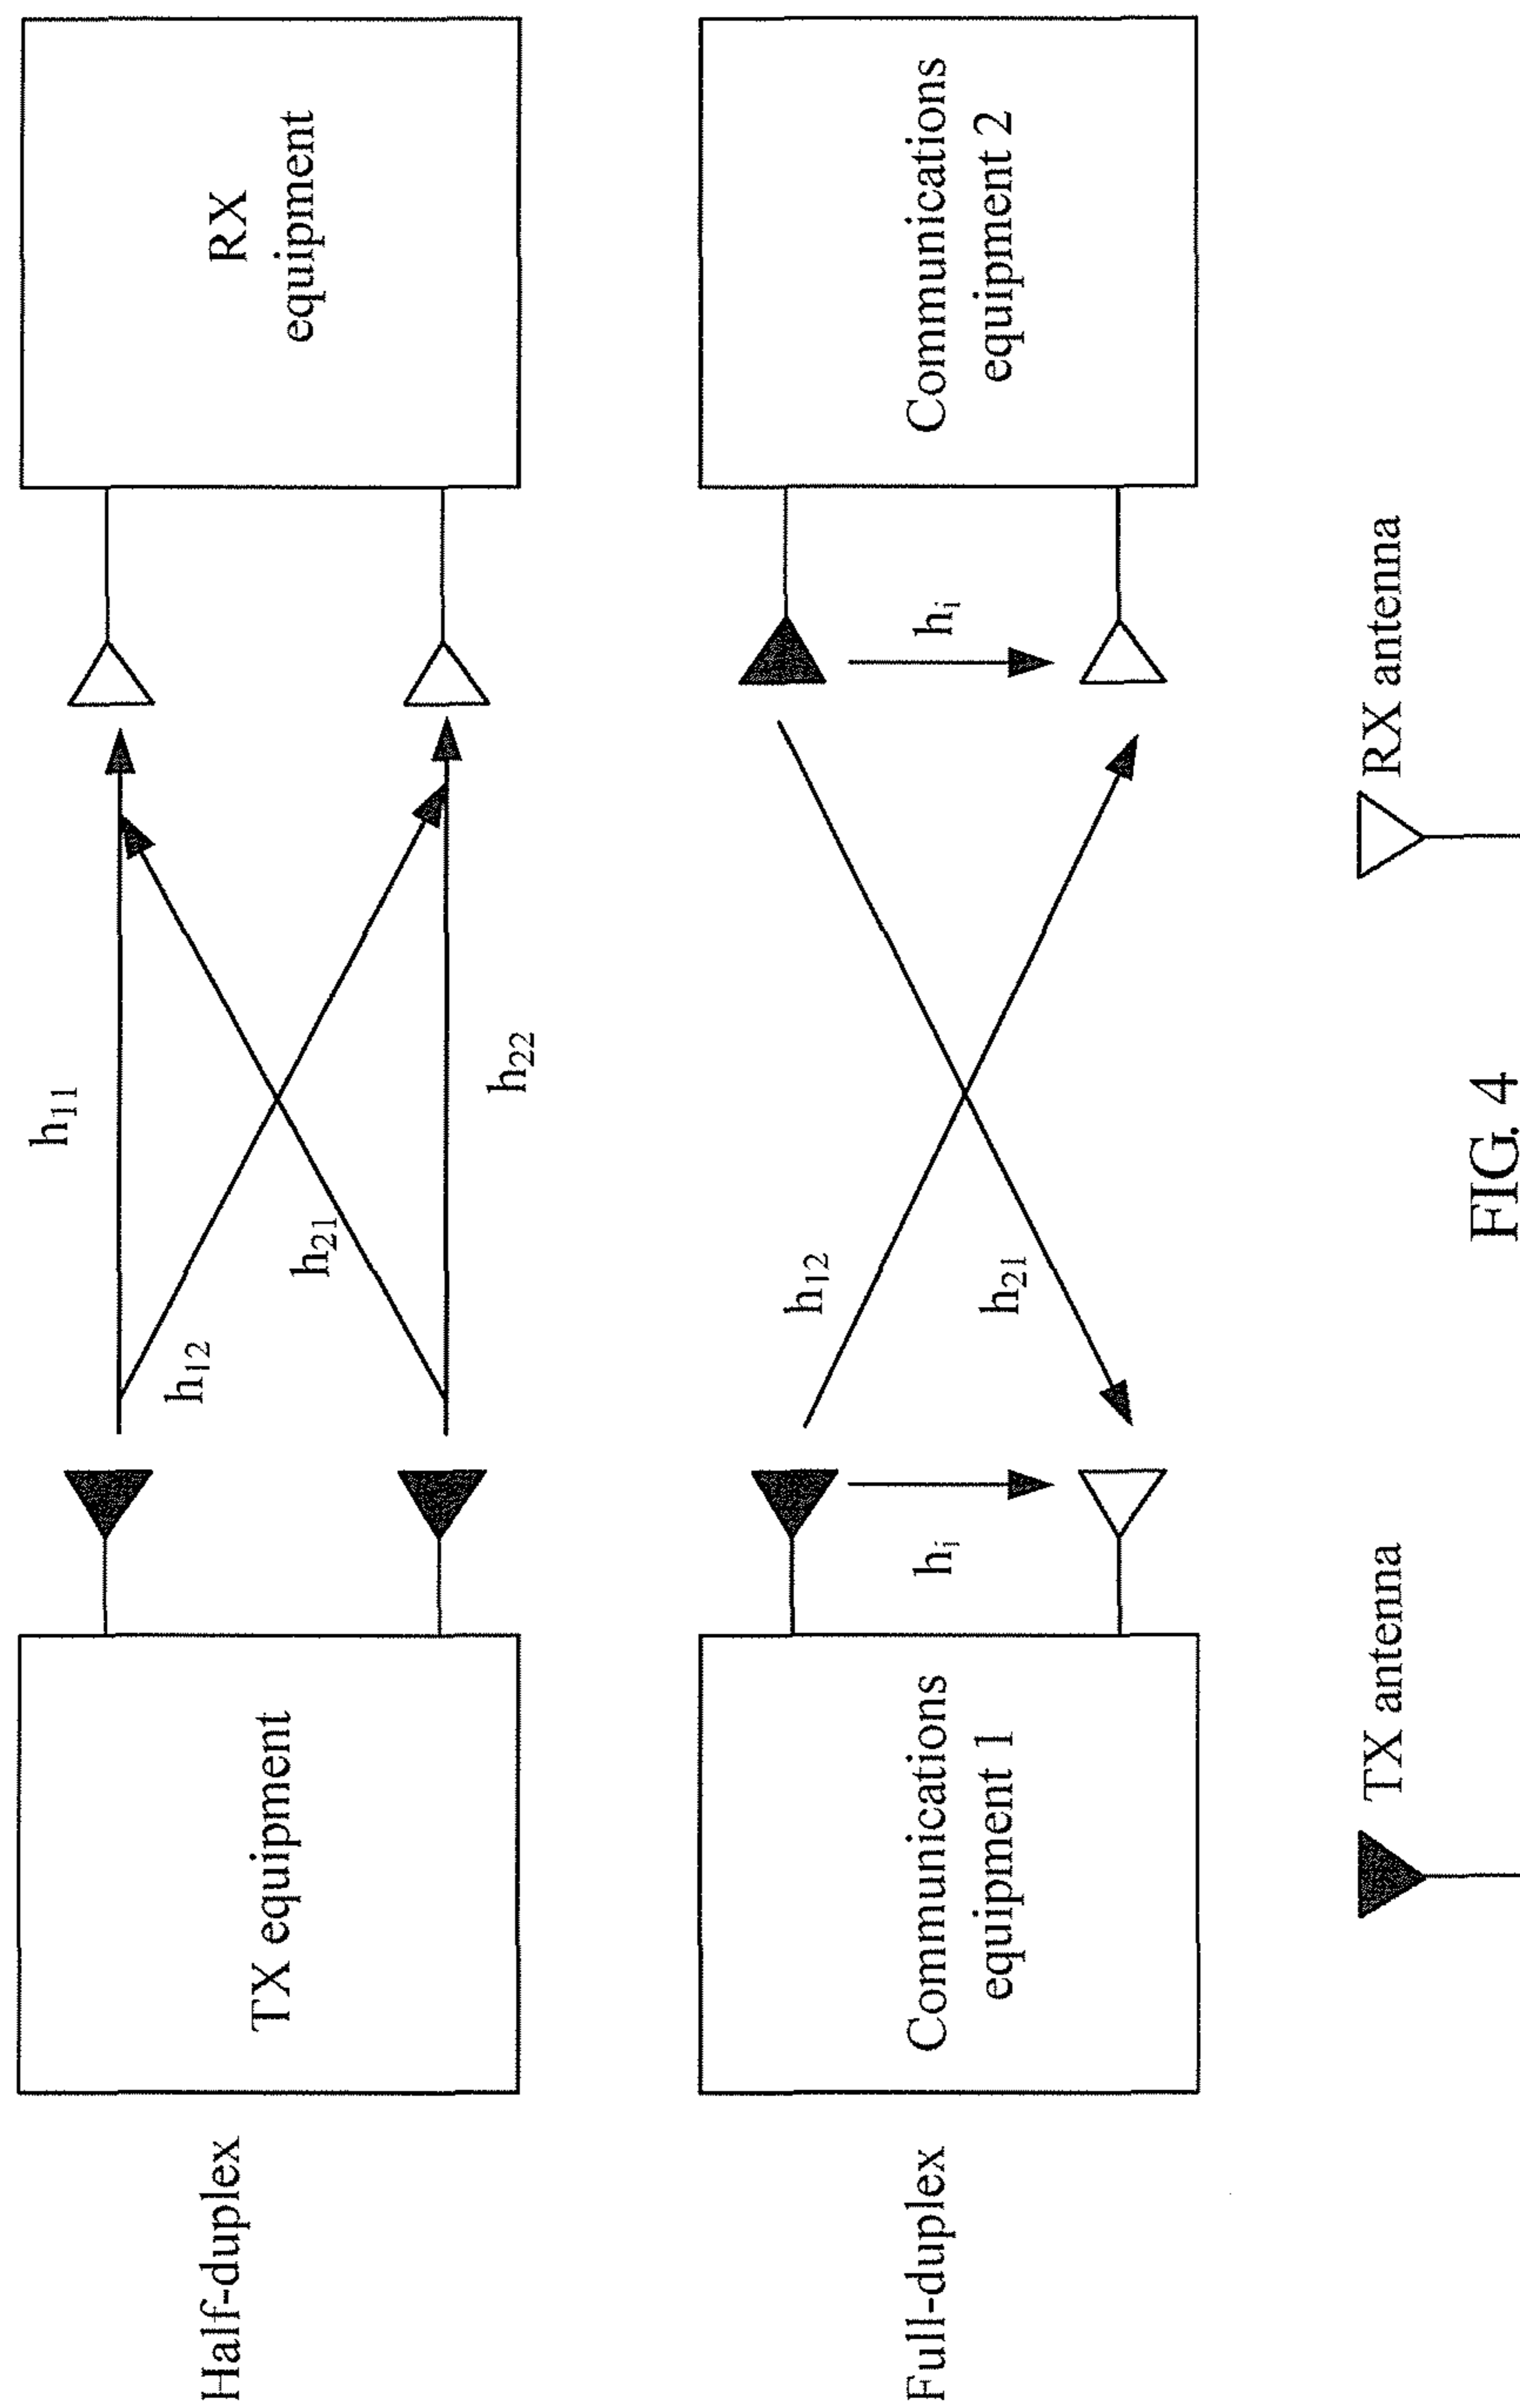 Half-duplex
TX equipment
h11
h12
h21
h22
RX
equipment
Full-duplex
Communications
equipment 1
hi
h12
h21
hi
Communications
equipment 2
TX antenna
RX antenna
FIG. 4